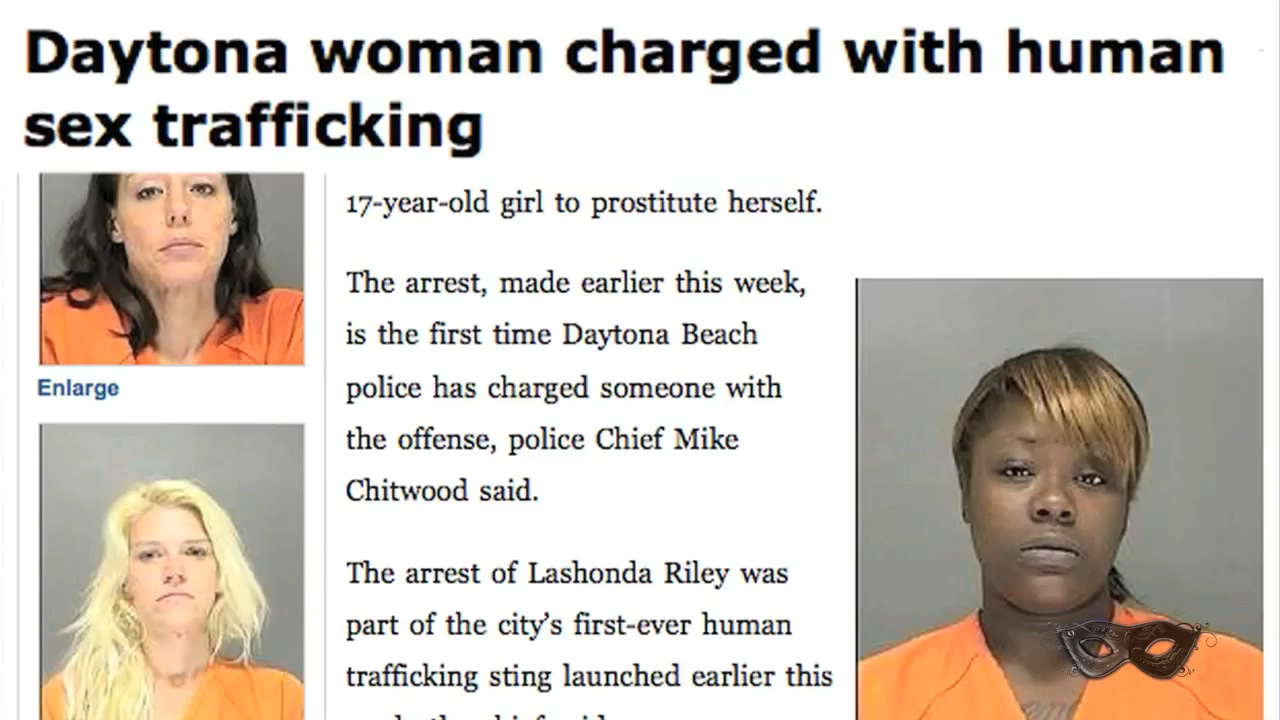 Daytona woman charged with human
sex trafficking
17-year-old girl to prostitute herself.
The arrest, made earlier this week,
is the first time Daytona Beach
police has charged someone with
the offense, police Chief Mike
Chitwood said.
The arrest of Lashonda Riley was
part of the city’s first-ever human
trafficking sting launched earlier this
Enlarge